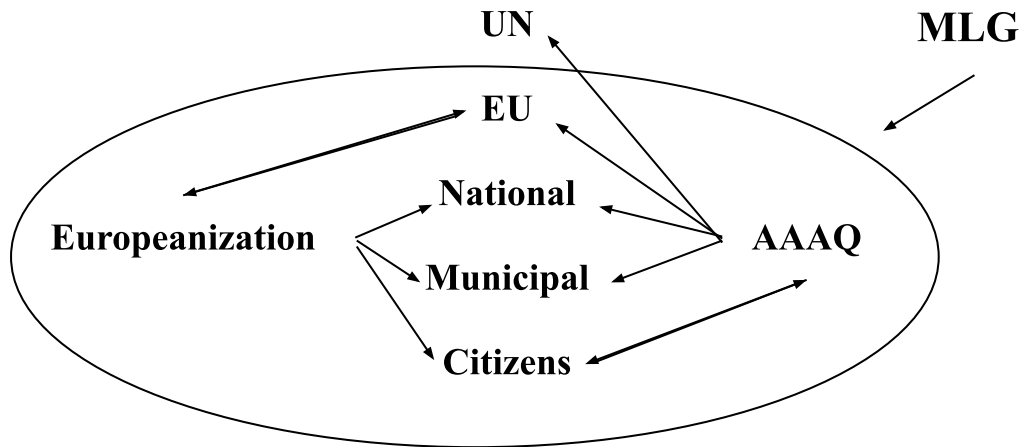 UN
MLG
EU
National
Europeanization
AAAQ
Municipal
Citizens